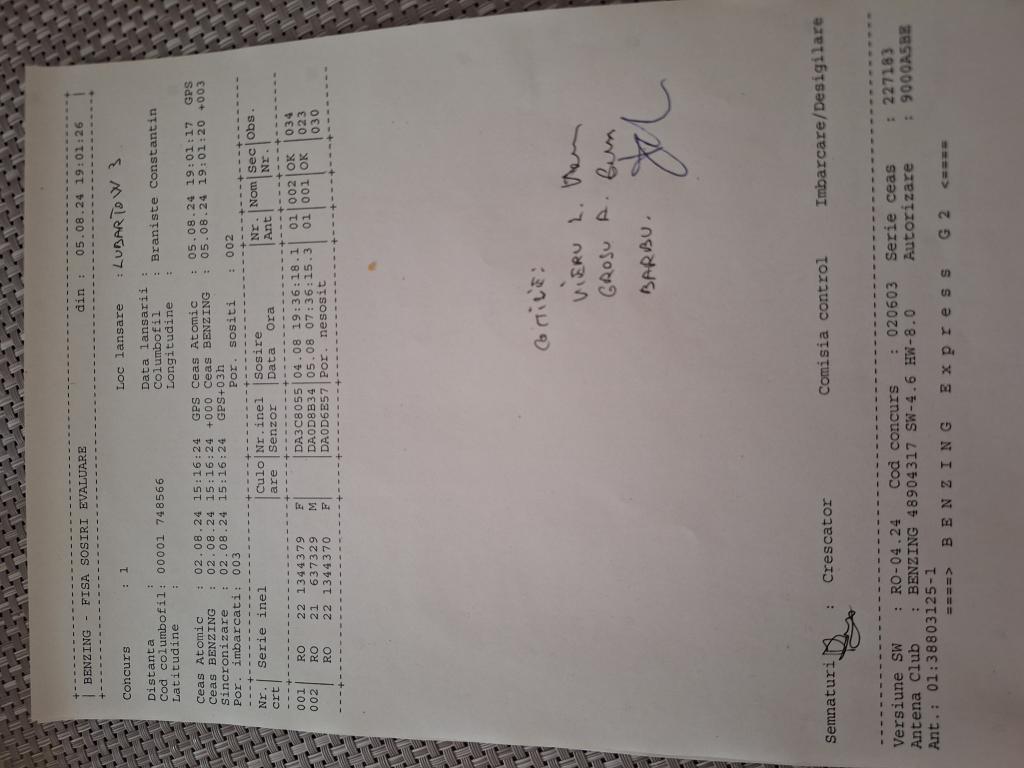 BENZING - FISA SOSIRI EVALUARE din : 05.08.24 19:01:26
Concurs : 1 Loc lansare : LUBARTOW 3
Distanta : Data lansarii :
Cod columbofil: 00001 748566 Columbofil : Braniste Constantin
Latitudine : Longitudine :
Ceas Atomic : 02.08.24 15:16:24 GPS Ceas Atomic : 05.08.24 19:01:17 GPS
Ceas BENZING : 02.08.24 15:16:24 +000 Ceas BENZING : 05.08.24 19:01:20 +003
Sincronizare : 02.08.24 15:16:24 GPS+03h
Por. imbarcati: 003 Por. sositi : 002
Nr.| Serie inel |Culo|Nr.inel |Sosire |Nr.|Nom|Sec|Obs.
crt| |are |Senzor |Data Ora |Ant| |Nr.|
001| RO 22 1344379 F| |DA3C8055|04.08 19:36:18.1| 01|002|OK |034
002| RO 21 637329 M| |DA0D8B34|05.08 07:36:15.3| 01|001|OK |023
| RO 22 1344370 F| |DA0D6E57|Por nesosit | | | |030
VIERU L.
GROSU A.
BARBU.
Semnaturi : Crescator Comisia control Imbarcare/Desigilare
Versiune SW : RO-04.24 Cod concurs : 020603 Serie ceas : 227183
Antena Club : BENZING 48904317 SW-4.6 HW-8.0 Autorizare : 9000A5BE
Ant.: 01:38803125-1
====> B E N Z I N G E x p r e s s G 2 <====